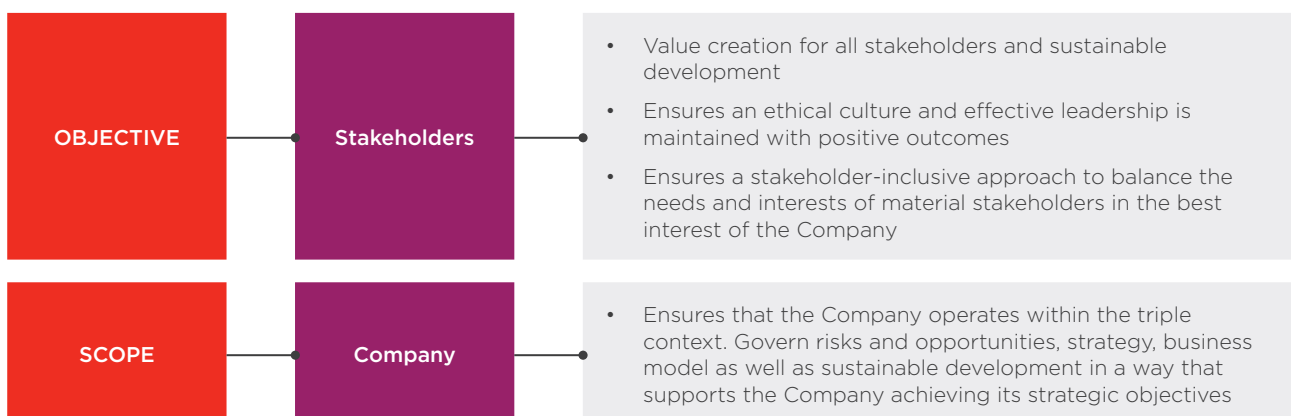 OBJECTIVE
Stakeholders
• Value creation for all stakeholders and sustainable
development
• Ensures an ethical culture and effective leadership is
maintained with positive outcomes
• Ensures a stakeholder-inclusive approach to balance the
needs and interests of material stakeholders in the best
interest of the Company
SCOPE
Company
• Ensures that the Company operates within the triple
context. Govern risks and opportunities, strategy, business
model as well as sustainable development in a way that
supports the Company achieving its strategic objectives